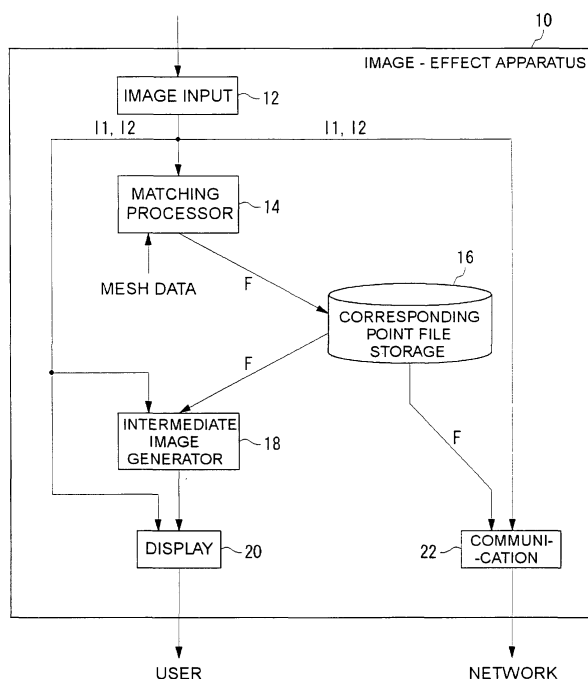 10
IMAGE - EFFECT APPARATUS
IMAGE INPUT
12
I1, I2
I1, I2
MATCHING
PROCESSOR
14
MESH DATA
F
16
CORRESPONDING
POINT FILE
STORAGE
F
INTERMEDIATE
IMAGE
GENERATOR
18
F
DISPLAY
20
22
COMMUNI-
-CATION
USER
NETWORK